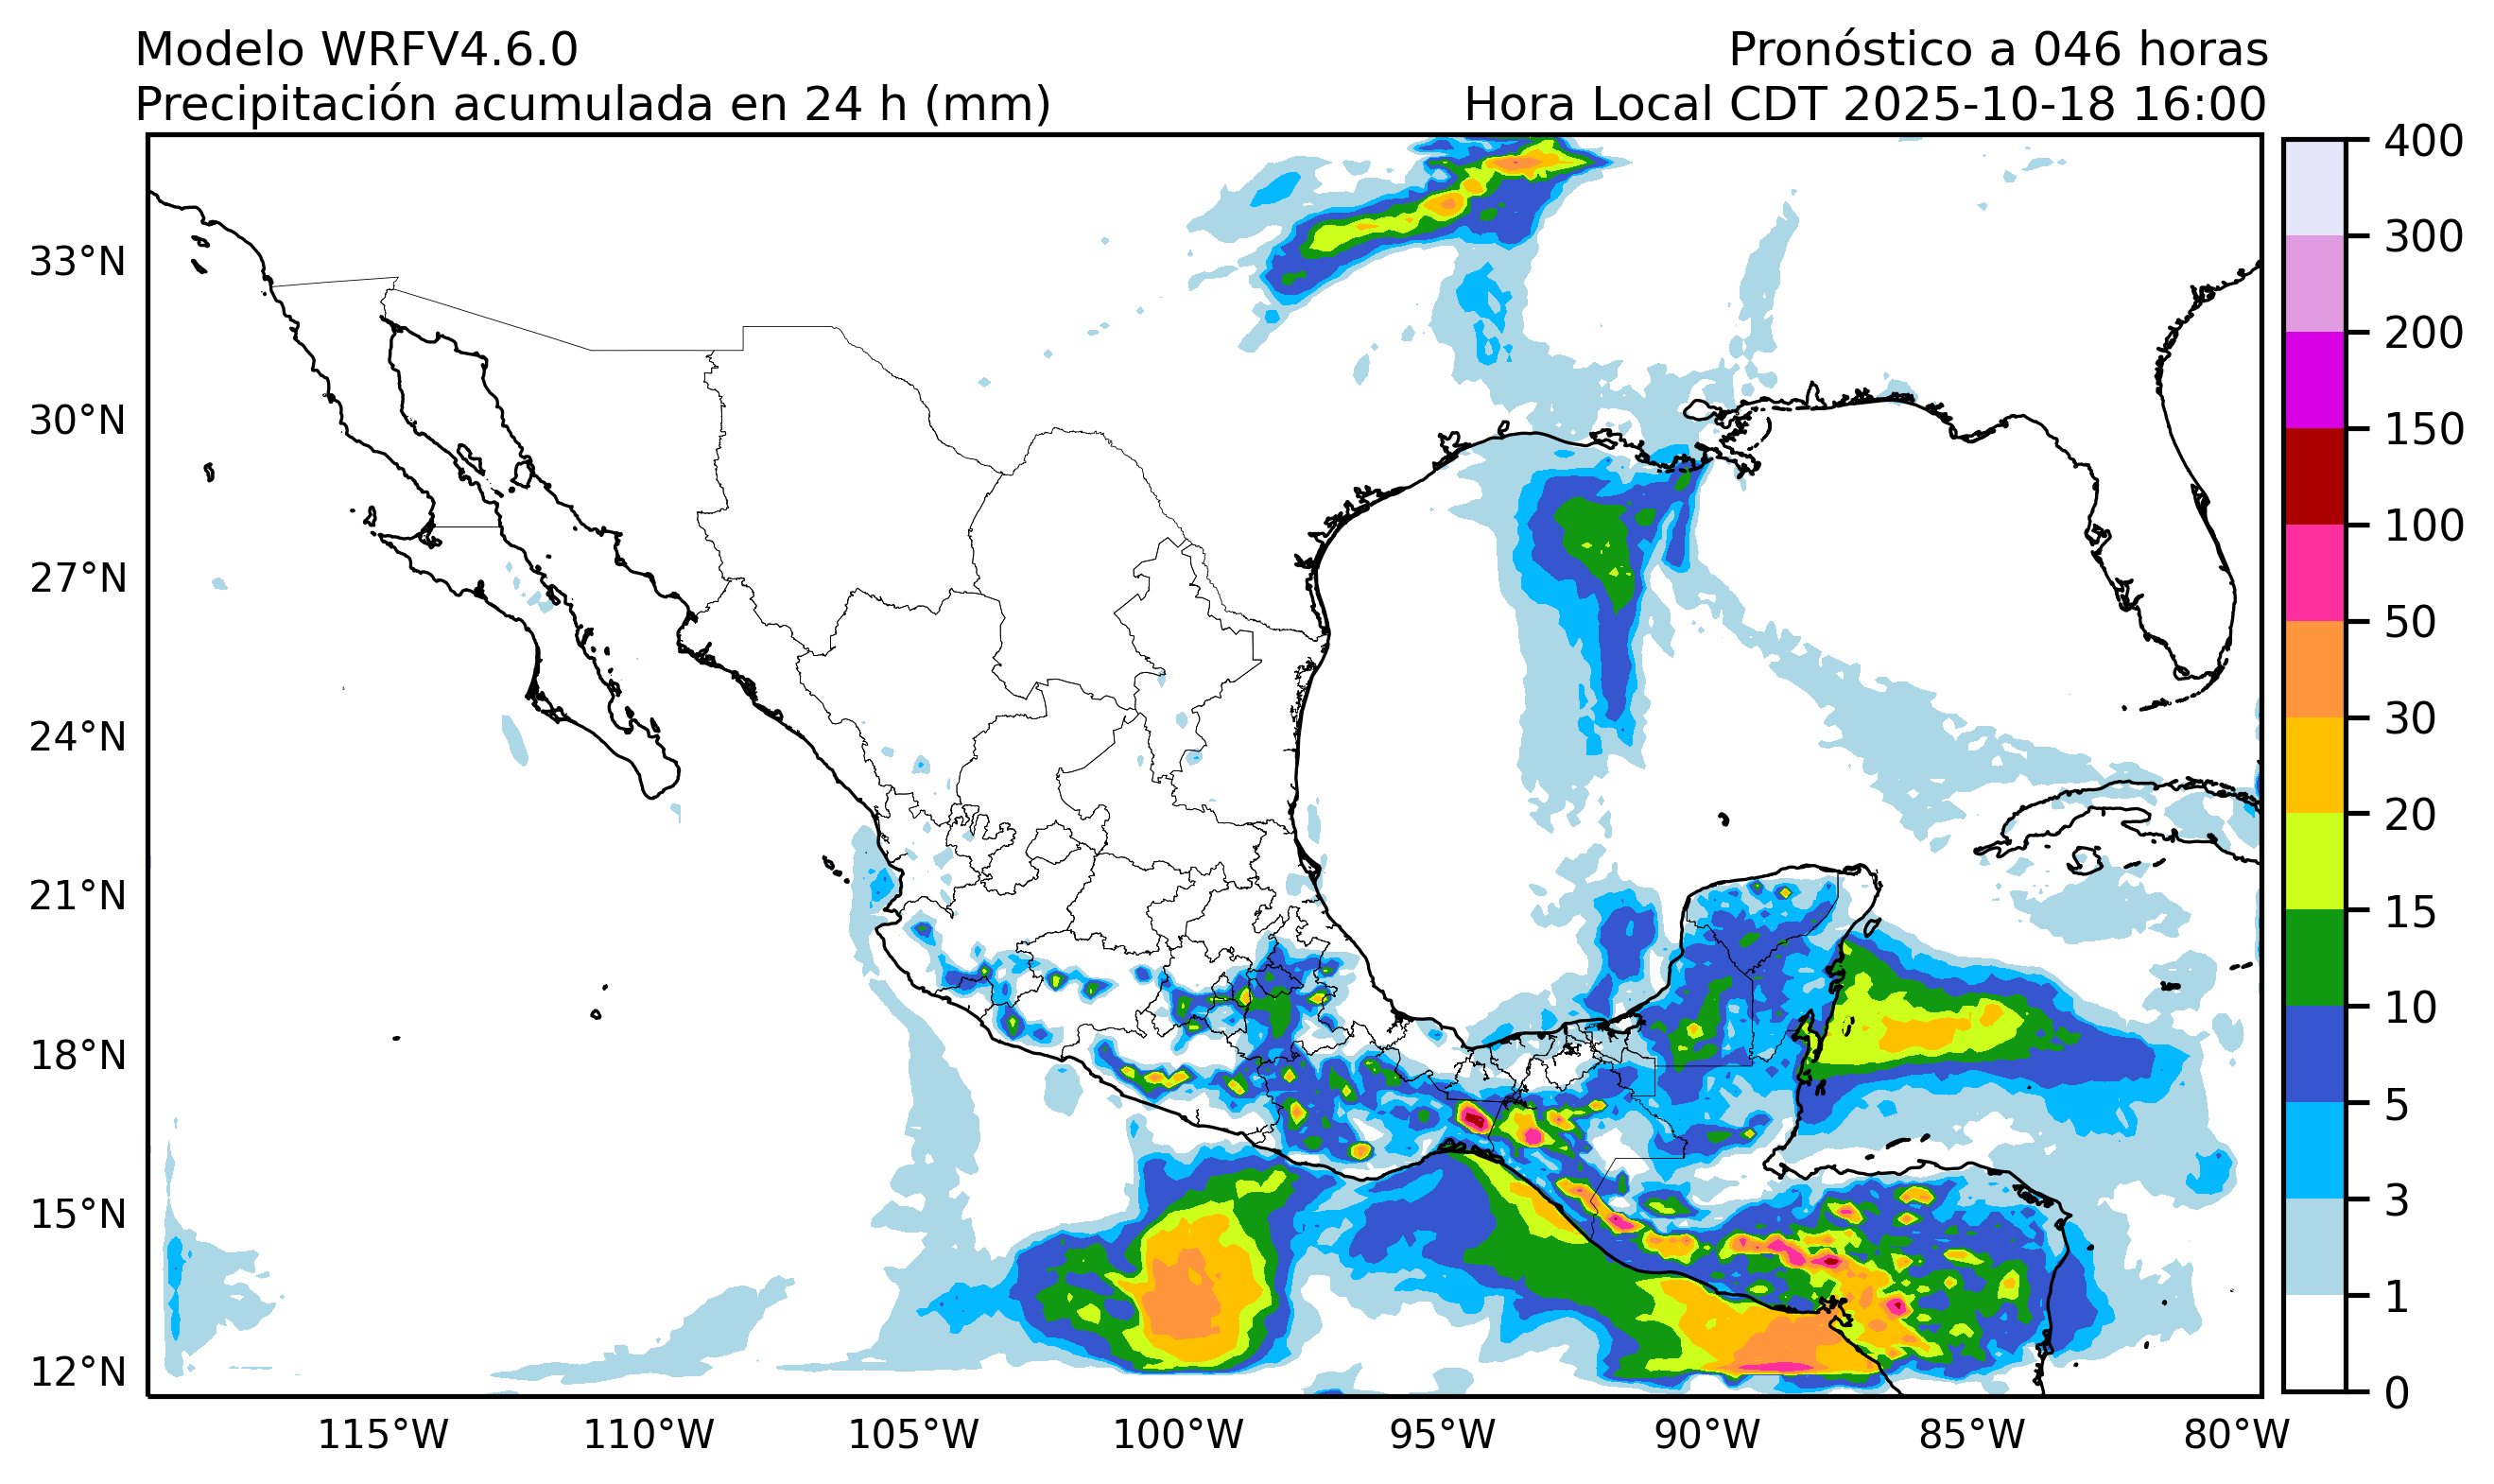 Modelo WRFV4.6.0
Pronóstico a 046 horas
Precipitación acumulada en 24 h (mm)
Hora Local CDT 2025-10-18 16:00
33°N
30°N
27°N
24°N
21°N
18°N
15°N
12°N
115°W
110°W
105°W
100°W
95°W
90°W
85°W
80°W
400
300
200
150
100
50
30
20
15
10
5
3
1
0